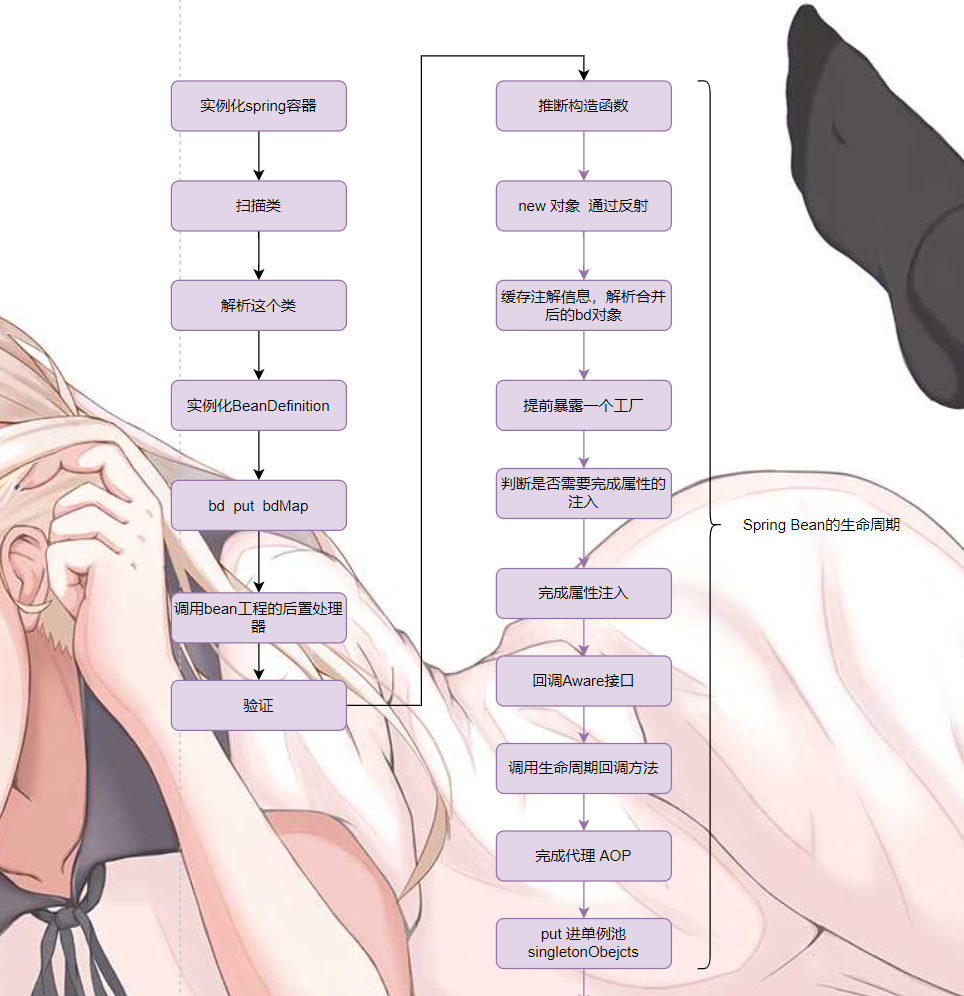 实例化spring容器
扫描类
解析这个类
实例化BeanDefinition
bd put bdMap
调用bean工程的后置处理
器
验证
推断构造函数
new 对象 通过反射
缓存注解信息，解析合并
后的bd对象
提前暴露一个工厂
判断是否需要完成属性的
注入
完成属性注入
回调Aware接口
调用生命周期回调方法
完成代理 AOP
put 进单例池
singletonObejcts
Spring Bean的生命周期